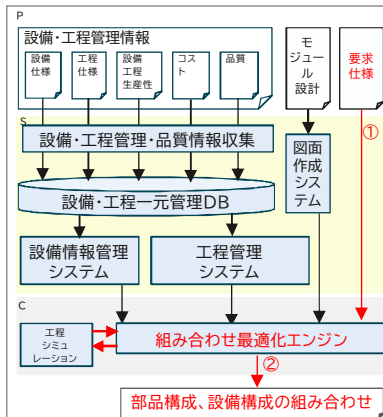 P
設備・工程管理情報
設備
仕様
工程
仕様
設備
工程
生産性
コス
ト
品質
モ
ジュー
ル
設計
要求
仕様
①
S
設備・工程管理・品質情報収集
図面
作成
シス
テム
設備・工程一元管理DB
設備情報管理
システム
工程管理
システム
C
工程
シミュ
レーション
組み合わせ最適化エンジン
②
部品構成、設備構成の組み合わせ